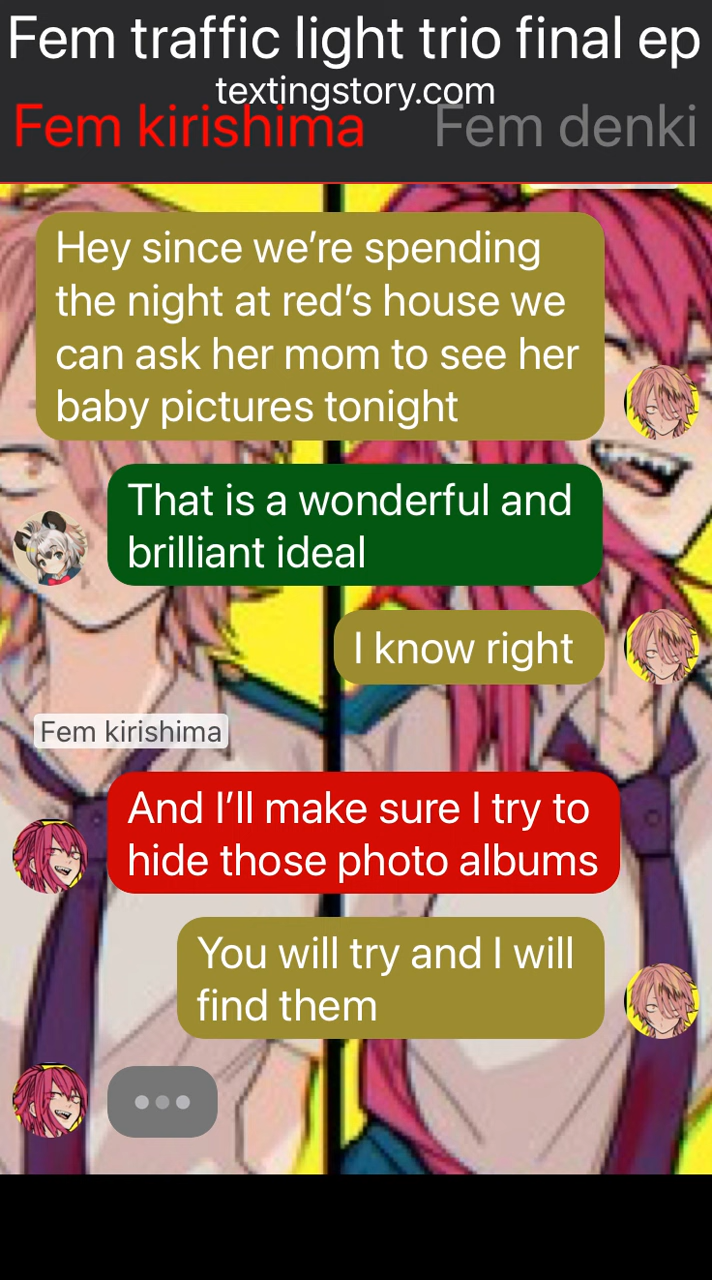 Fem traffic light trio final ep
textingstory.com
Fem kirishima
Fem denki
Hey since we’re spending
the night at red’s house we
can ask her mom to see her
baby pictures tonight
That is a wonderful and
brilliant ideal
I know right
Fem kirishima
And I’ll make sure I try to
hide those photo albums
You will try and I will
find them